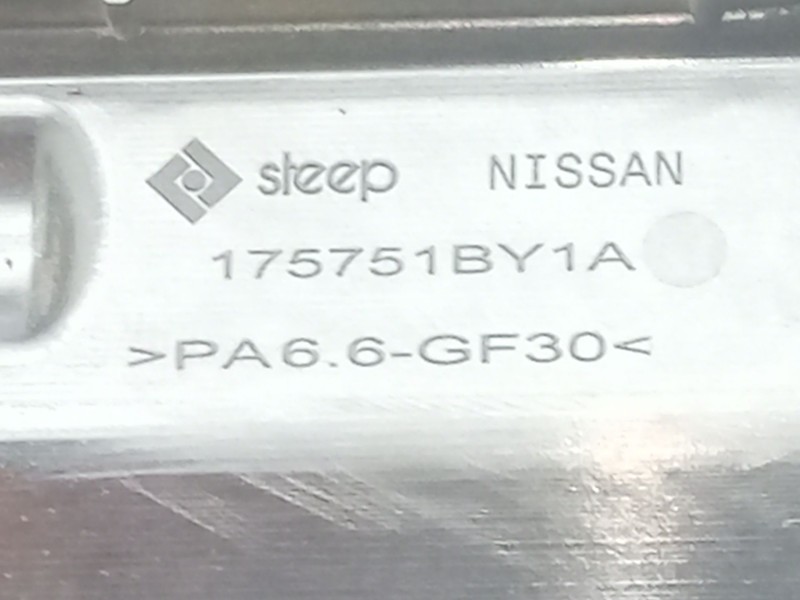 steep NISSAN
175751BY1A
>PA6.6-GF30<